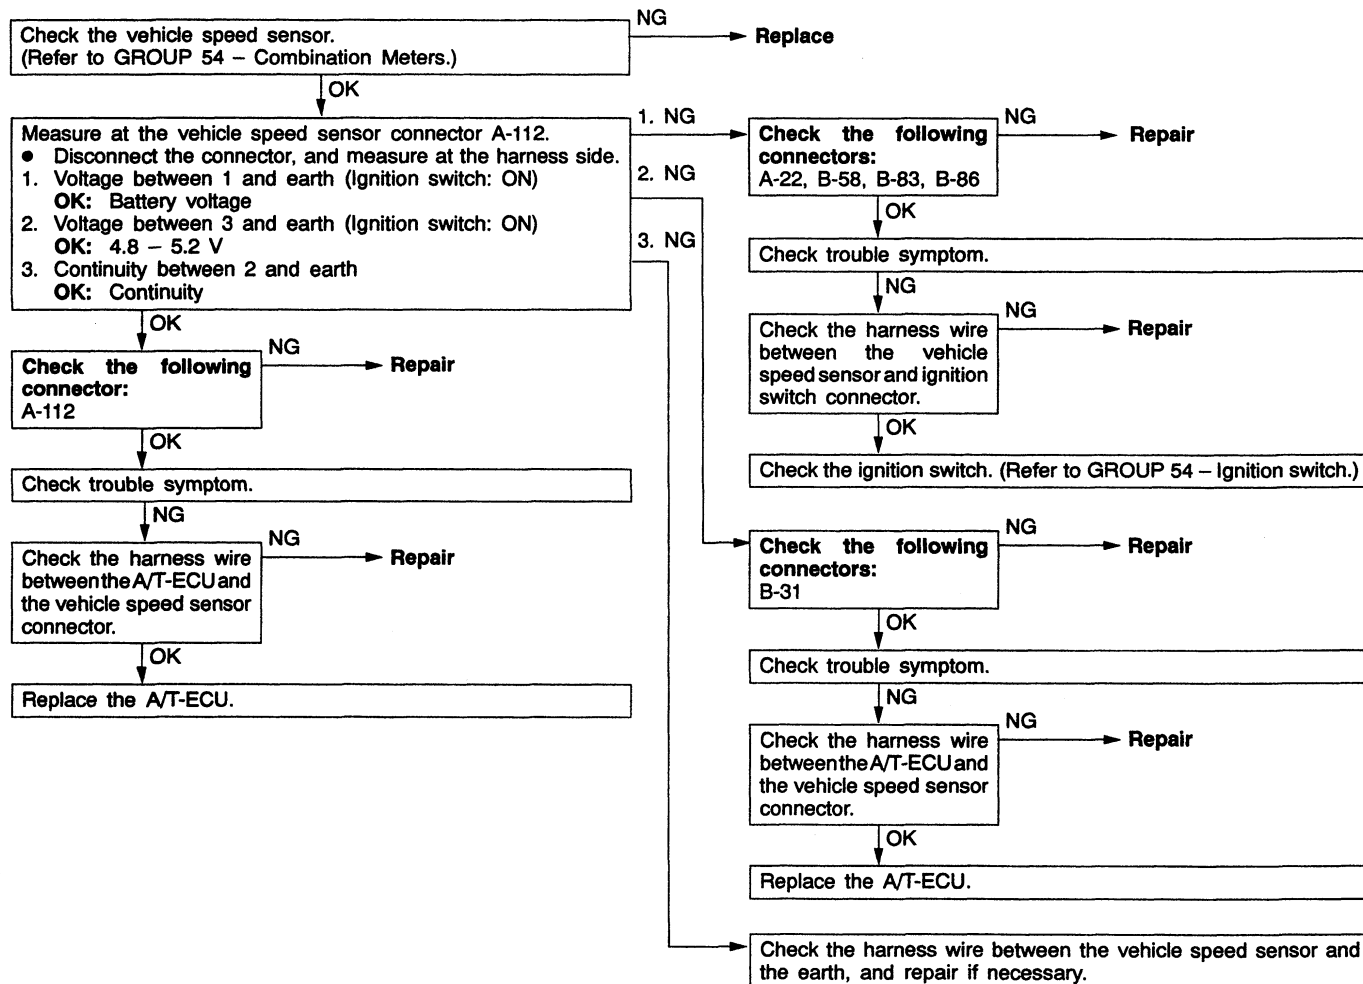 Check the vehicle speed sensor.
(Refer to GROUP 54 – Combination Meters.)
NG
Replace
OK
Measure at the vehicle speed sensor connector A-112.
● Disconnect the connector, and measure at the harness side.
1. Voltage between 1 and earth (Ignition switch: ON)
OK: Battery voltage
2. Voltage between 3 and earth (Ignition switch: ON)
OK: 4.8 – 5.2 V
3. Continuity between 2 and earth
OK: Continuity
1. NG
2. NG
3. NG
OK
Check the following
connector:
A-112
NG
Repair
OK
Check trouble symptom.
NG
Check the harness wire
between the A/T-ECU and
the vehicle speed sensor
connector.
NG
Repair
OK
Replace the A/T-ECU.
Check the following
connectors:
A-22, B-58, B-83, B-86
NG
Repair
OK
Check trouble symptom.
NG
Check the harness wire
between the vehicle
speed sensor and ignition
switch connector.
NG
Repair
OK
Check the ignition switch. (Refer to GROUP 54 – Ignition switch.)
Check the following
connectors:
B-31
NG
Repair
OK
Check trouble symptom.
NG
Check the harness wire
between the A/T-ECU and
the vehicle speed sensor
connector.
NG
Repair
OK
Replace the A/T-ECU.
Check the harness wire between the vehicle speed sensor and
the earth, and repair if necessary.